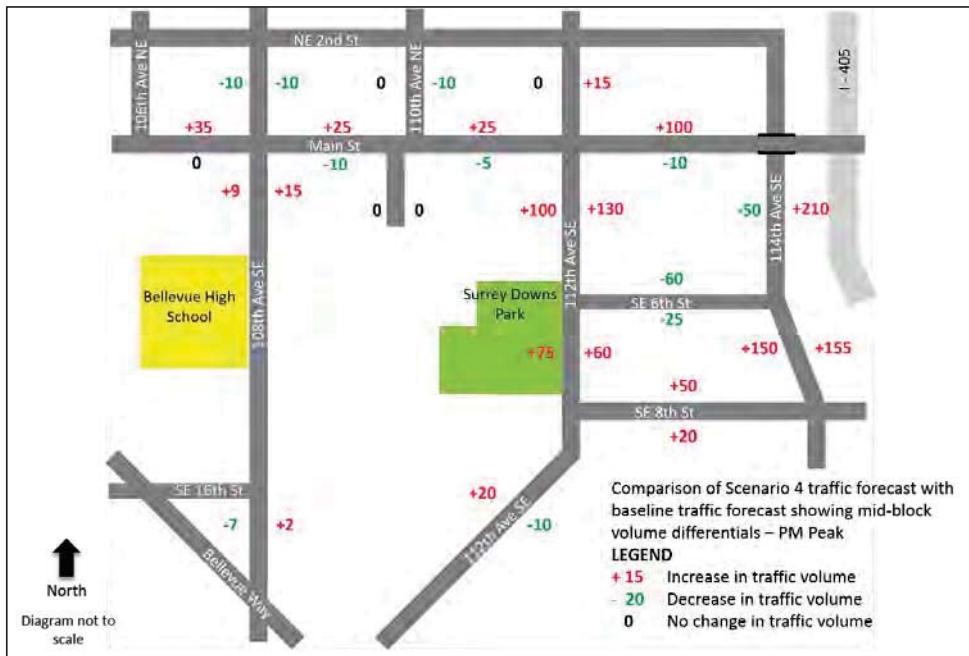 NE 2nd St
106th Ave NE
110th Ave NE
I - 405
-10
-10
0
-10
0
+15
+35
+25
+25
+100
Main St
0
-10
-5
-10
+9
+15
0
0
+100
+130
-50
+210
108th Ave SE
112th Ave SE
114th Ave SE
-60
SE 6th St
-25
Bellevue High
School
Surrey Downs
Park
+75
+60
+150
+155
+50
SE 8th St
+20
SE 16th St
-7
+2
Bellevue Way
+20
112th Ave SE
-10
North
Diagram not to
scale
Comparison of Scenario 4 traffic forecast with
baseline traffic forecast showing mid-block
volume differentials – PM Peak
LEGEND
+ 15 Increase in traffic volume
- 20 Decrease in traffic volume
0 No change in traffic volume